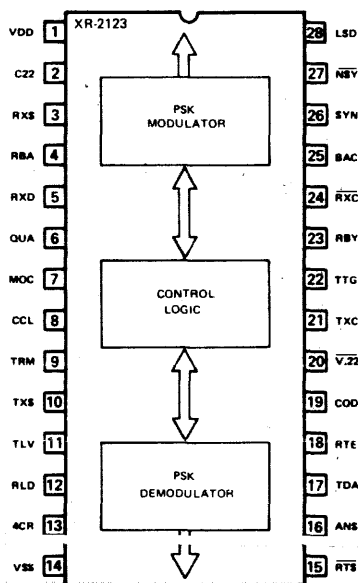 XR-2123
VDD 1
28 LSD
C22 2
27 NSY
RXS 3
26 SYN
PSK
MODULATOR
RBA 4
25 BAC
RXD 5
24 RXC
QUA 6
23 RBY
MOC 7
22 TTG
CONTROL
LOGIC
CCL 8
21 TXC
TRM 9
20 V.22
TXS 10
19 COD
TLV 11
18 RTE
PSK
DEMODULATOR
RLD 12
17 TDA
4CR 13
16 ANS
VSS 14
15 RTS